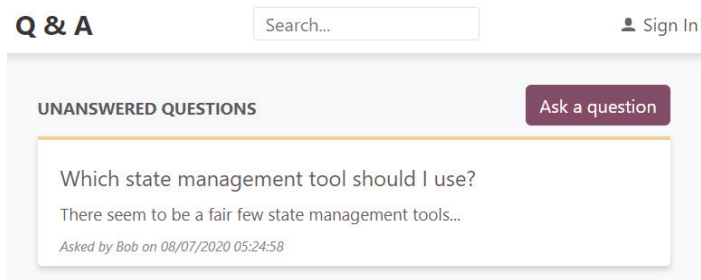 Q & A
Search...
Sign In
UNANSWERED QUESTIONS
Ask a question
Which state management tool should I use?
There seem to be a fair few state management tools...
Asked by Bob on 08/07/2020 05:24:58